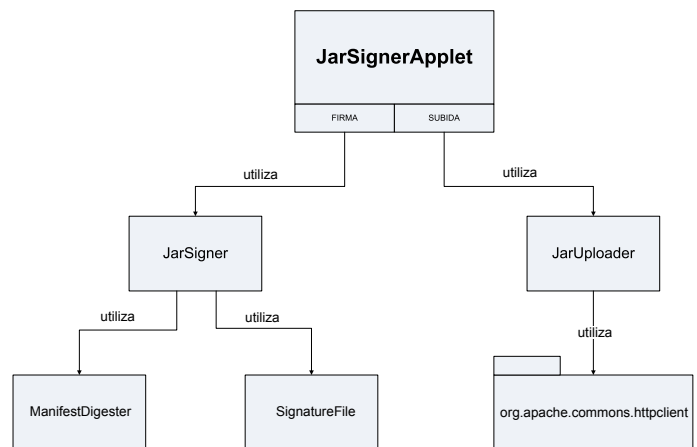 JarSignerApplet
FIRMA
SUBIDA
utiliza
utiliza
JarSigner
JarUploader
utiliza
utiliza
utiliza
ManifestDigester
SignatureFile
org.apache.commons.httpclient